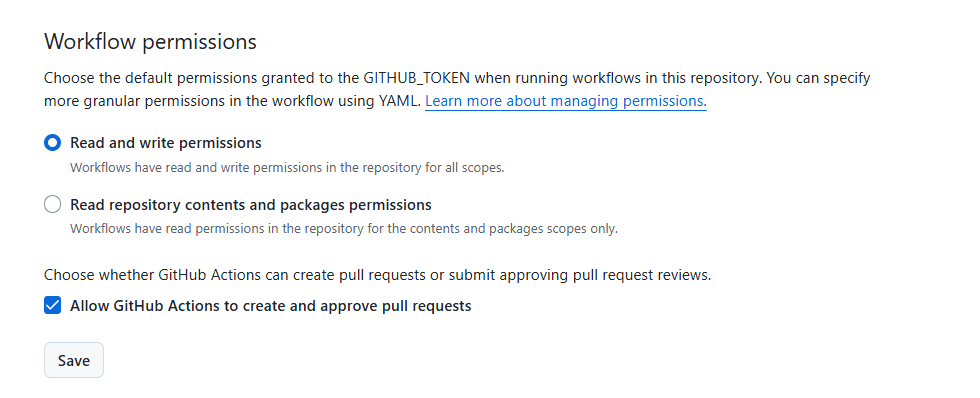 Workflow permissions
Choose the default permissions granted to the GITHUB_TOKEN when running workflows in this repository. You can specify
more granular permissions in the workflow using YAML. Learn more about managing permissions.
Read and write permissions
Workflows have read and write permissions in the repository for all scopes.
Read repository contents and packages permissions
Workflows have read permissions in the repository for the contents and packages scopes only.
Choose whether GitHub Actions can create pull requests or submit approving pull request reviews.
Allow GitHub Actions to create and approve pull requests
Save